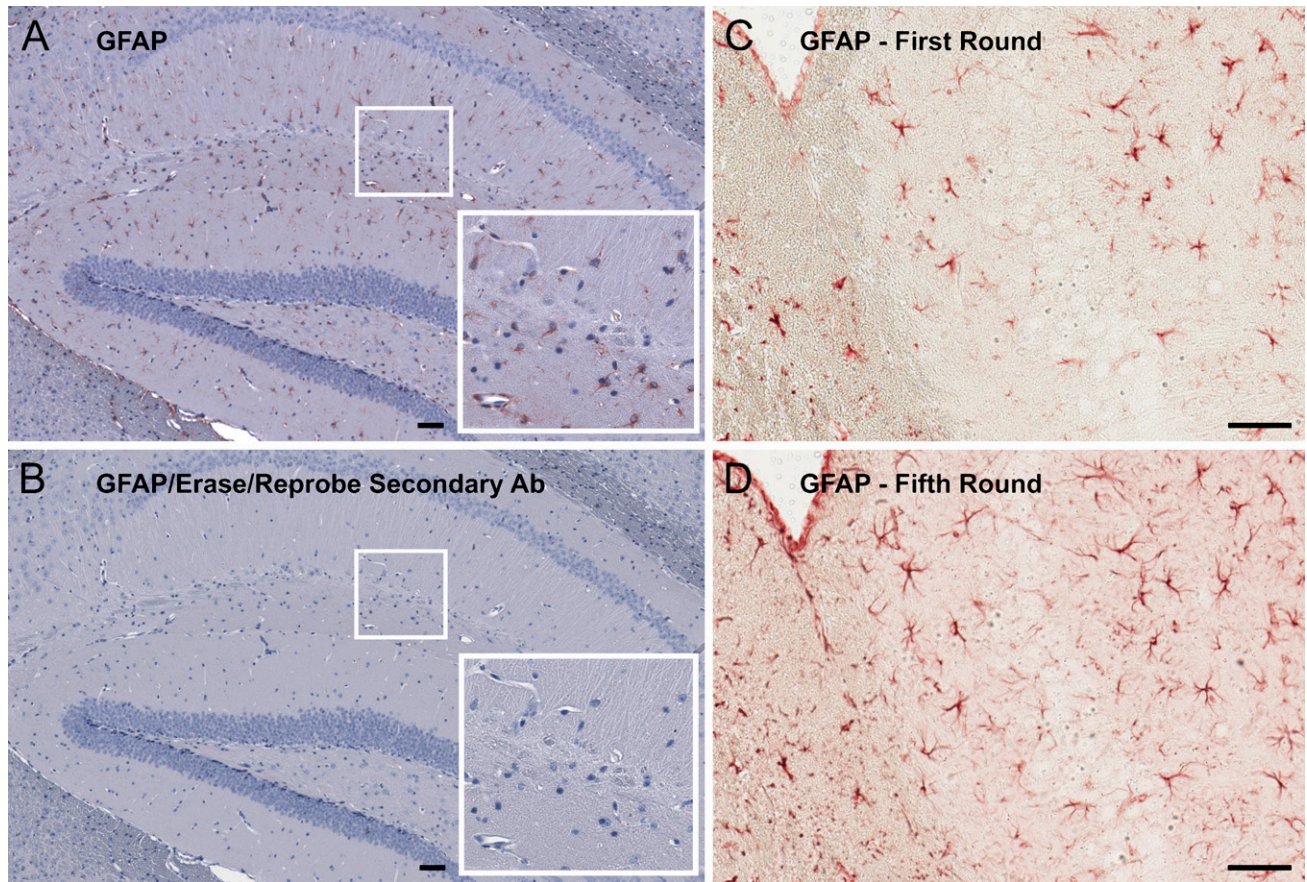 A GFAP
C GFAP - First Round
B GFAP/Erase/Reprobe Secondary Ab
D GFAP - Fifth Round